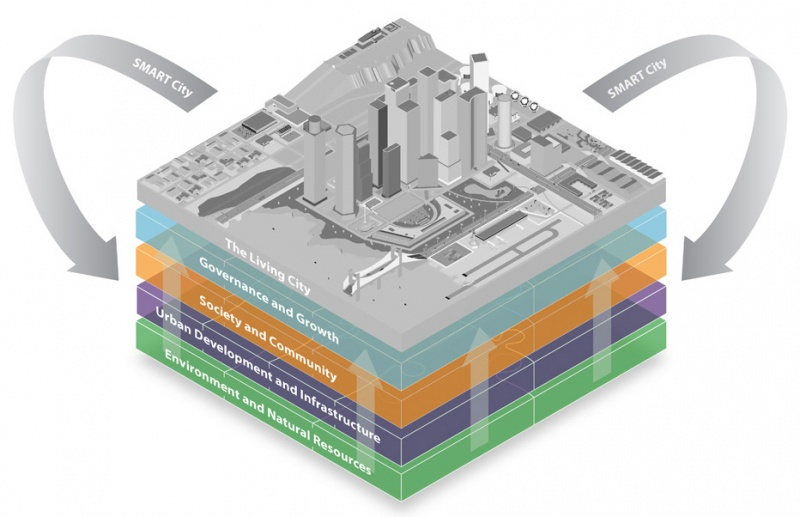 SMART City
SMART City
The Living City
Governance and Growth
Society and Community
Urban Development and Infrastructure
Environment and Natural Resources